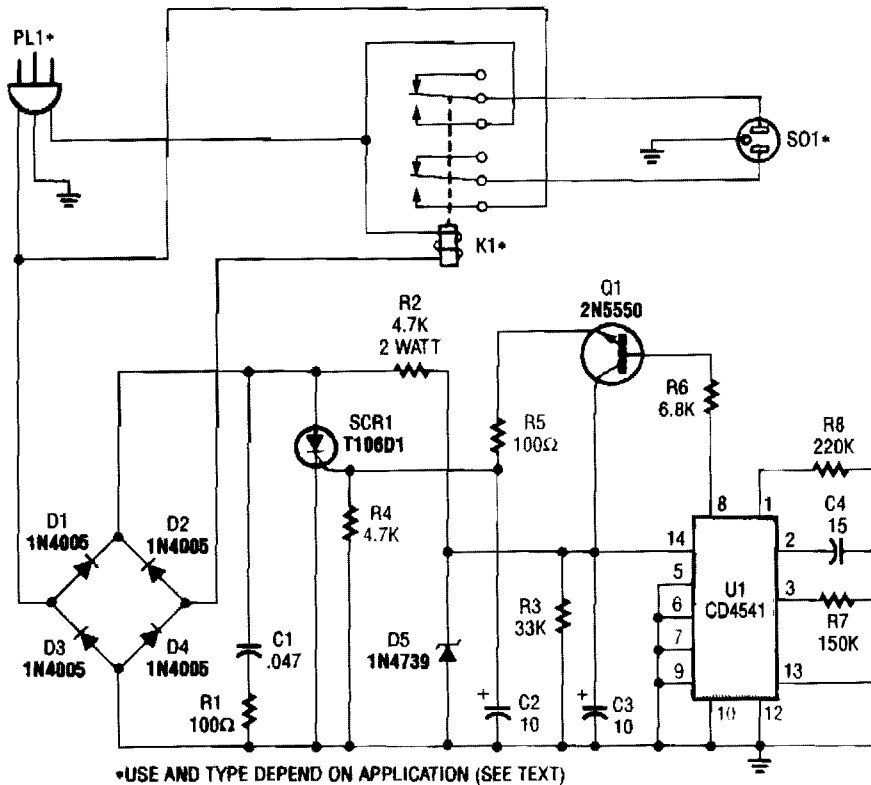 PL1*
SO1*
K1*
Q1
2N5550
R2
4.7K
2 WATT
R6
6.8K
R5
100Ω
SCR1
T106D1
R8
220K
C4
15
R4
4.7K
8
1
14
2
5
6
7
9
3
13
10
12
U1
CD4541
R7
150K
D1
1N4005
D2
1N4005
D3
1N4005
D4
1N4005
C1
.047
R1
100Ω
D5
1N4739
R3
33K
+
C2
10
+
C3
10
*USE AND TYPE DEPEND ON APPLICATION (SEE TEXT)